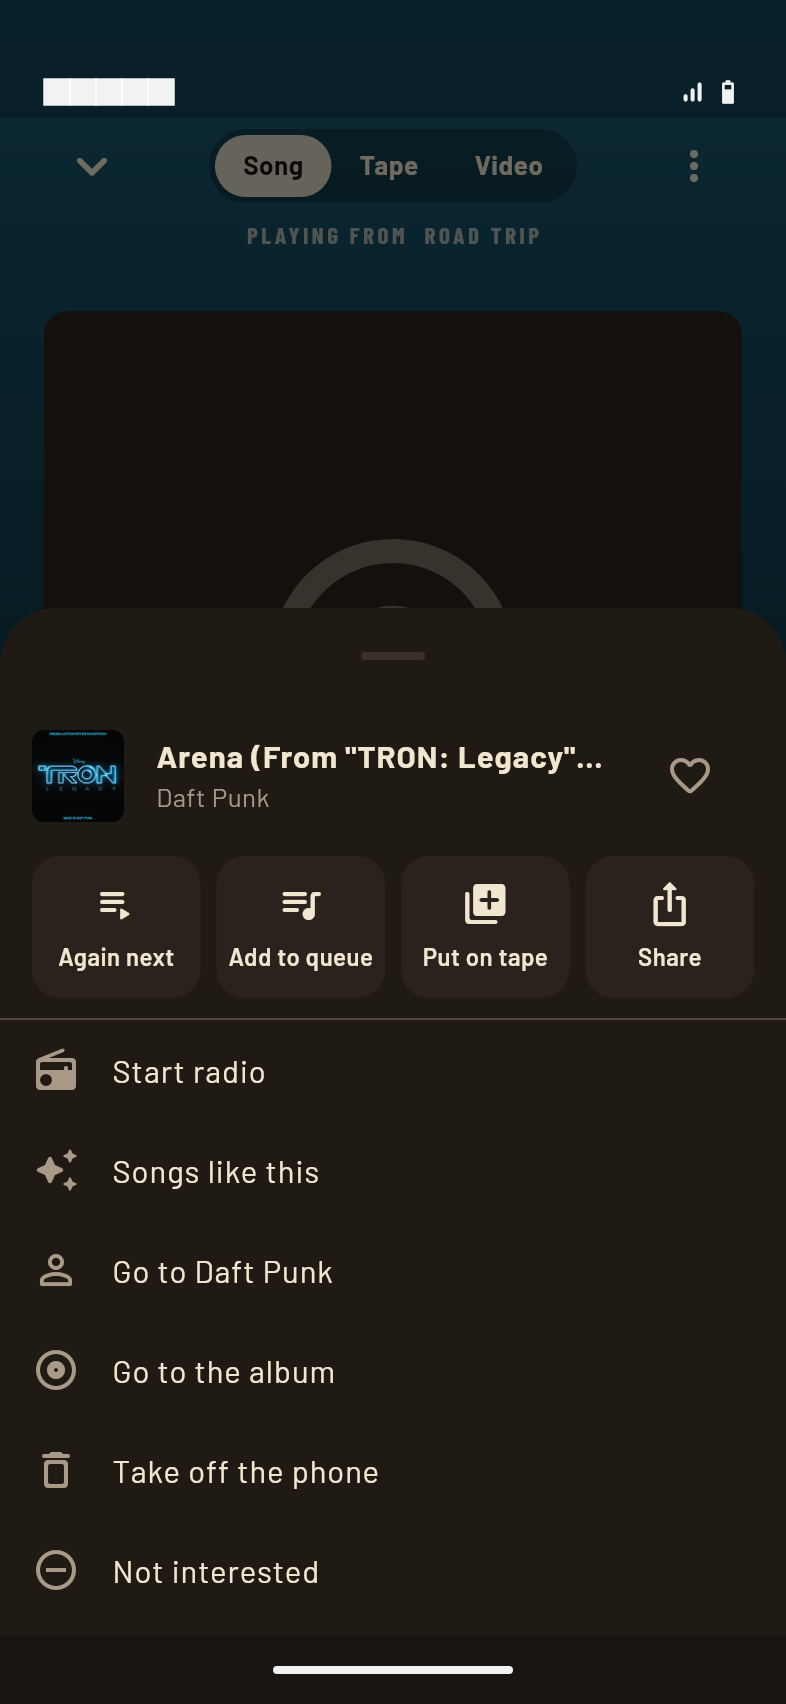 Song Tape Video
PLAYING FROM ROAD TRIP
TRON
LEGACY
Arena (From "TRON: Legacy"...
Daft Punk
Again next
Add to queue
Put on tape
Share
Start radio
Songs like this
Go to Daft Punk
Go to the album
Take off the phone
Not interested